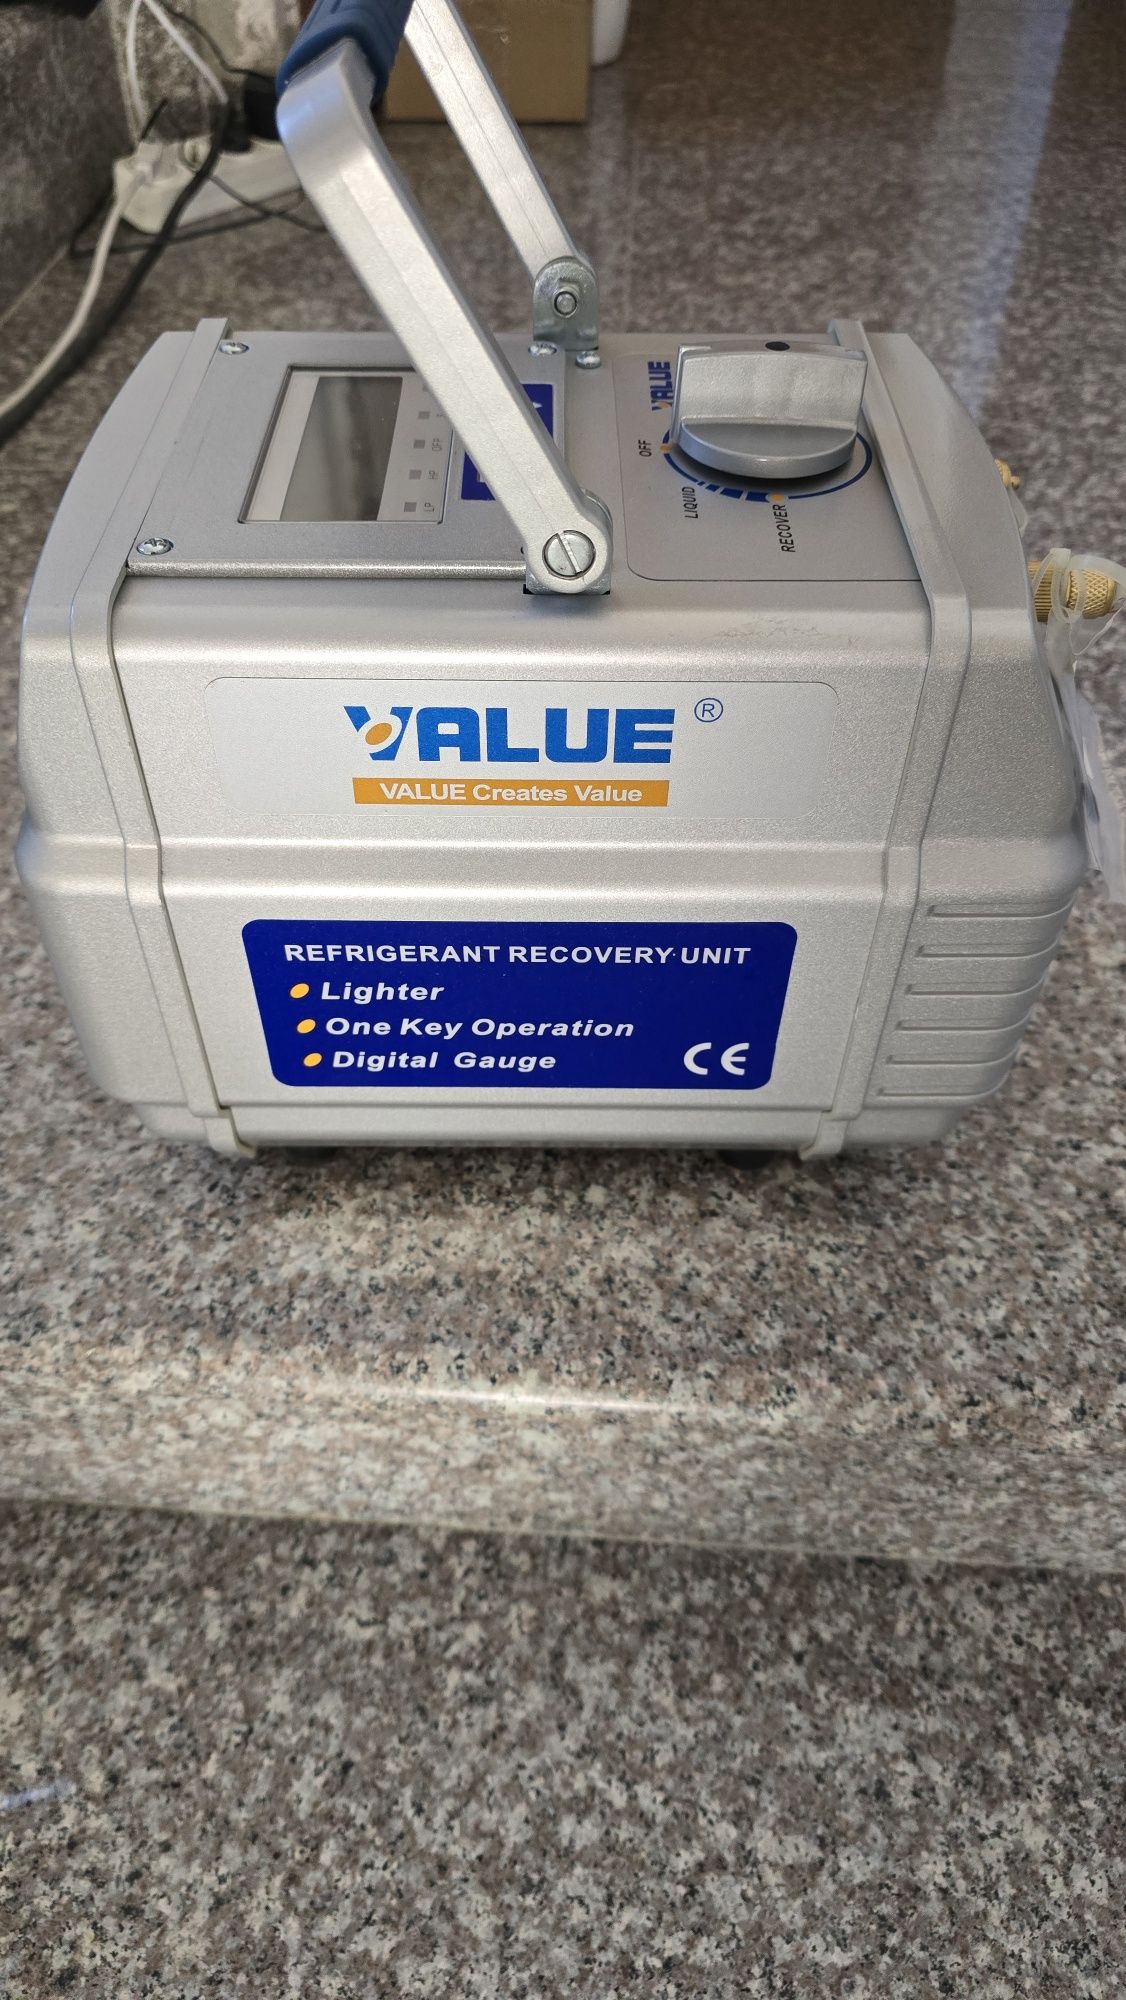 LP
HP
OFP
VALUE
OFF
LIQUID
RECOVER
VALUE ®
VALUE Creates Value
REFRIGERANT RECOVERY UNIT
Lighter
One Key Operation
Digital Gauge
CE